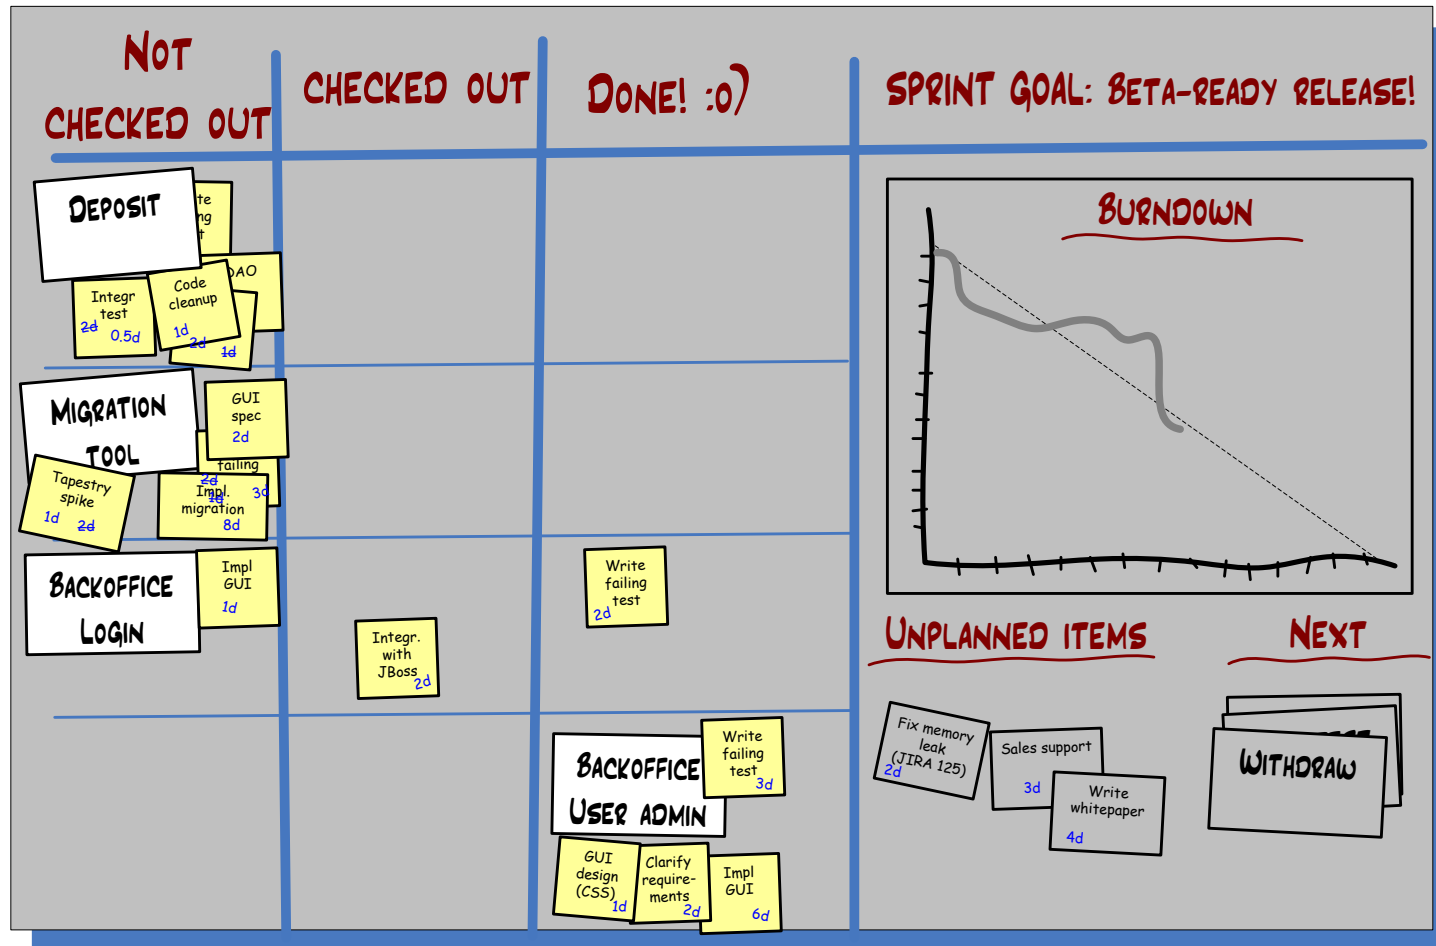 Not
checked out
checked out
Done! :o)
Sprint Goal: Beta-ready release!
Deposit
DAO
Integr
test
2d
0.5d
Code
cleanup
1d
2d
1d
Migration
tool
GUI
spec
2d
failing
2d
1d
3d
Tapestry
spike
1d
2d
Impl.
migration
8d
Backoffice
Login
Impl
GUI
1d
Integr.
with
JBoss
2d
Write
failing
test
2d
Backoffice
User admin
Write
failing
test
3d
GUI
design
(CSS)
1d
Clarify
require-
ments
2d
Impl
GUI
6d
Burndown
Unplanned items
Next
Fix memory
leak
(JIRA 125)
2d
Sales support
3d
Write
whitepaper
4d
Withdraw